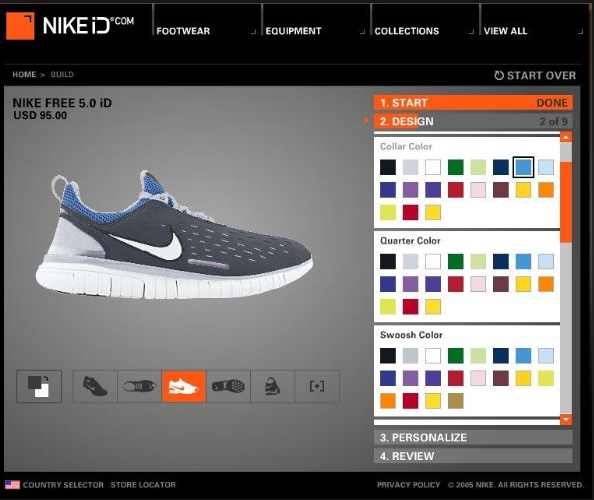 NIKEiD®COM
FOOTWEAR
EQUIPMENT
COLLECTIONS
VIEW ALL
HOME > BUILD
START OVER
NIKE FREE 5.0 iD
USD 95.00
1. START DONE
2. DESIGN 2 of 9
Collar Color
Quarter Color
Swoosh Color
3. PERSONALIZE
4. REVIEW
COUNTRY SELECTOR STORE LOCATOR
PRIVACY POLICY © 2005 NIKE. All RIGHTS RESERVED.